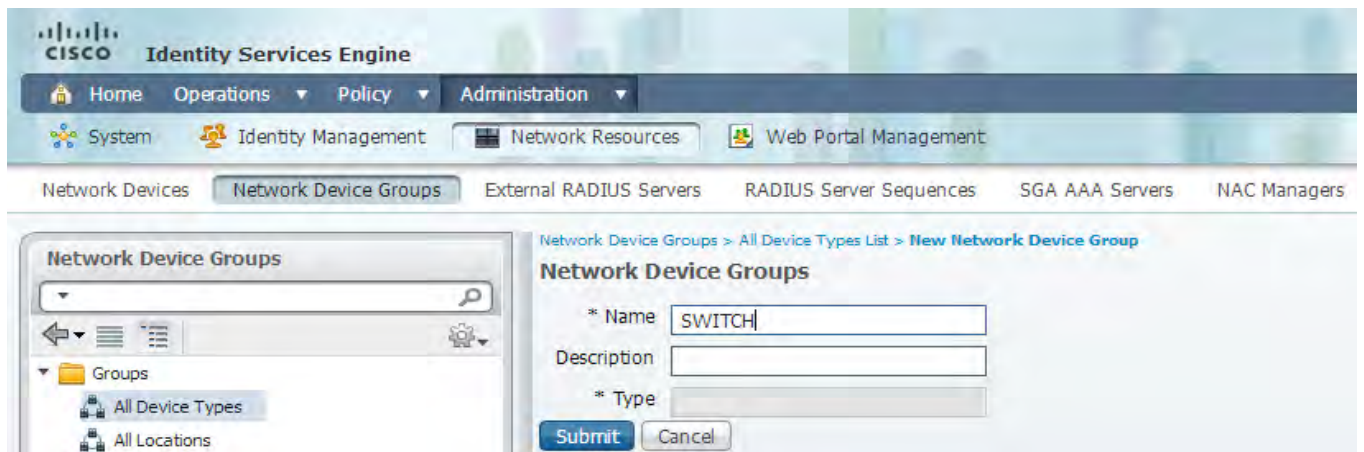 CISCO Identity Services Engine
Home Operations Policy Administration
System Identity Management Network Resources Web Portal Management
Network Devices Network Device Groups External RADIUS Servers RADIUS Server Sequences SGA AAA Servers NAC Managers
Network Device Groups
Groups
All Device Types
All Locations
Network Device Groups > All Device Types List > New Network Device Group
Network Device Groups
* Name SWITCH
Description
* Type
Submit Cancel